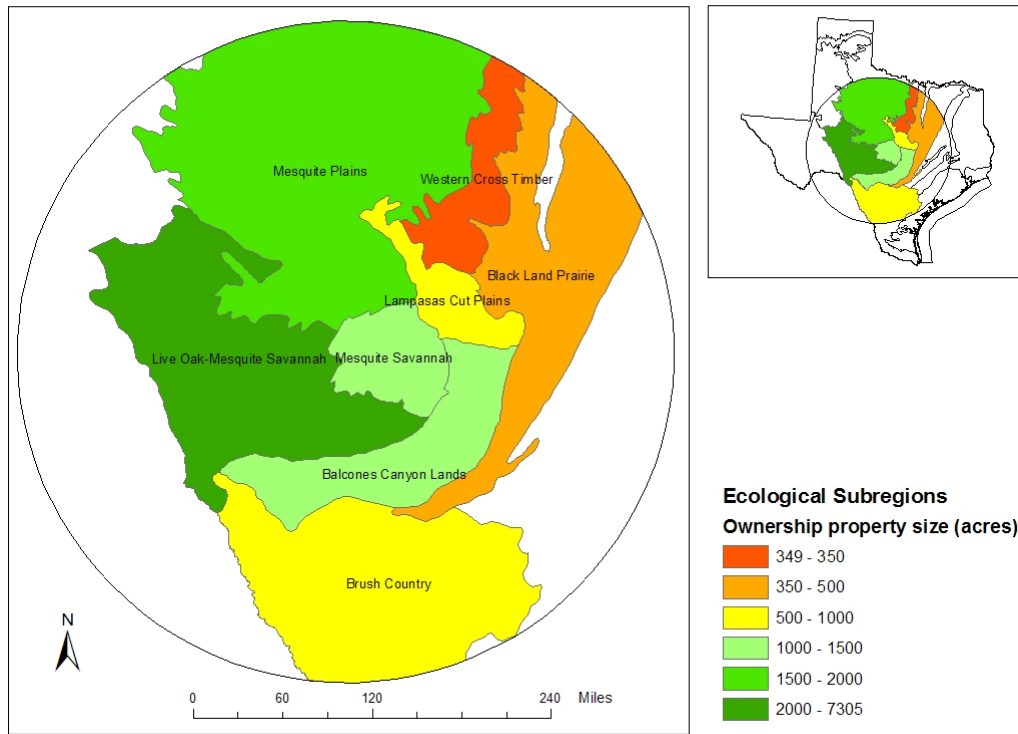 Mesquite Plains
Western Cross Timber
Black Land Prairie
Lampasas Cut Plains
Live Oak-Mesquite Savannah
Mesquite Savannah
Balcones Canyon Lands
Brush Country
N
0 60 120 240 Miles
Ecological Subregions
Ownership property size (acres)
349 - 350
350 - 500
500 - 1000
1000 - 1500
1500 - 2000
2000 - 7305